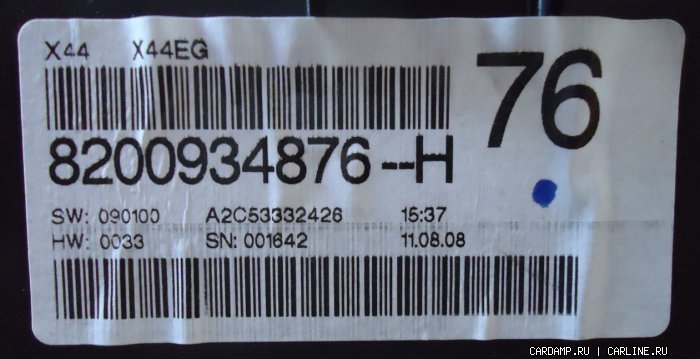 X44 X44EG
76
8200934876--H
SW: 090100 A2C53332426 15:37
HW: 0033 SN: 001642 11.08.08
CARDAMP.RU | CARLINE.RU